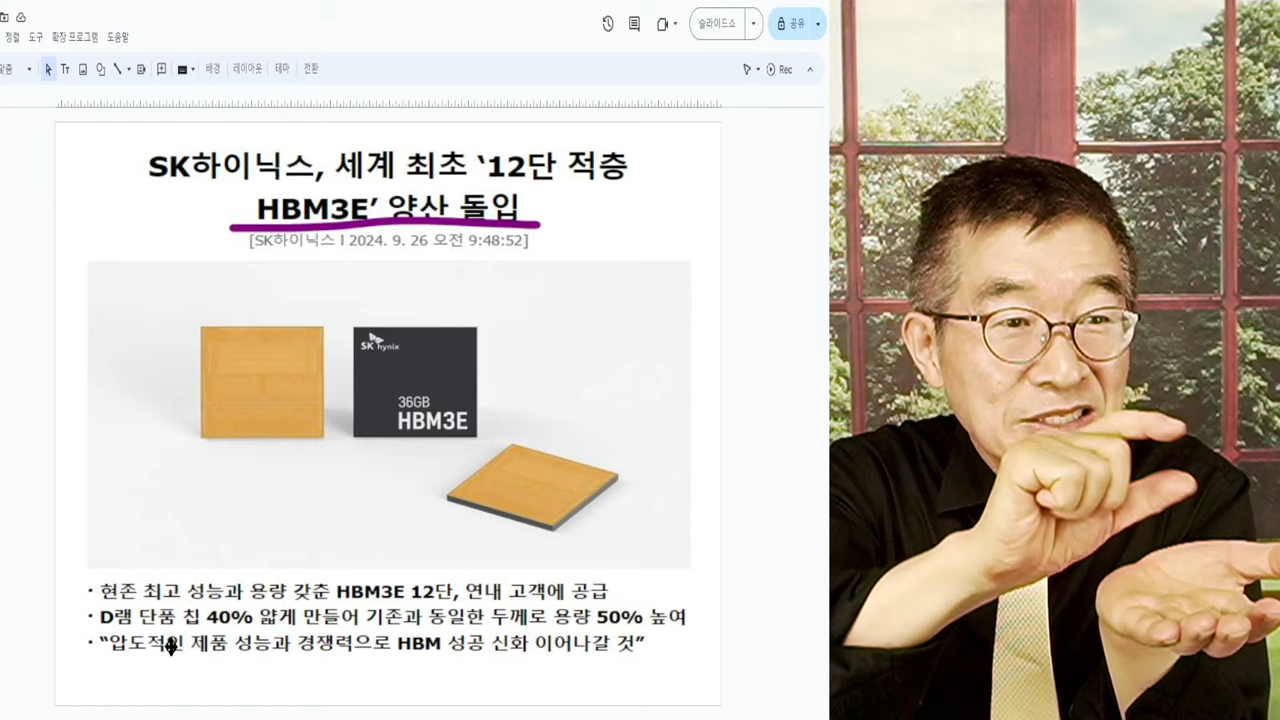 정렬 도구 확장 프로그램 도움말
슬라이드쇼
공유
맞춤
Tт
배경 레이아웃 테마 전환
Rec
SK하이닉스, 세계 최초 ‘12단 적층
HBM3E’ 양산 돌입
[SK하이닉스 l 2024. 9. 26 오전 9:48:52]
SK hynix
36GB
HBM3E
· 현존 최고 성능과 용량 갖춘 HBM3E 12단, 연내 고객에 공급
· D램 단품 칩 40% 얇게 만들어 기존과 동일한 두께로 용량 50% 높여
· “압도적인 제품 성능과 경쟁력으로 HBM 성공 신화 이어나갈 것”